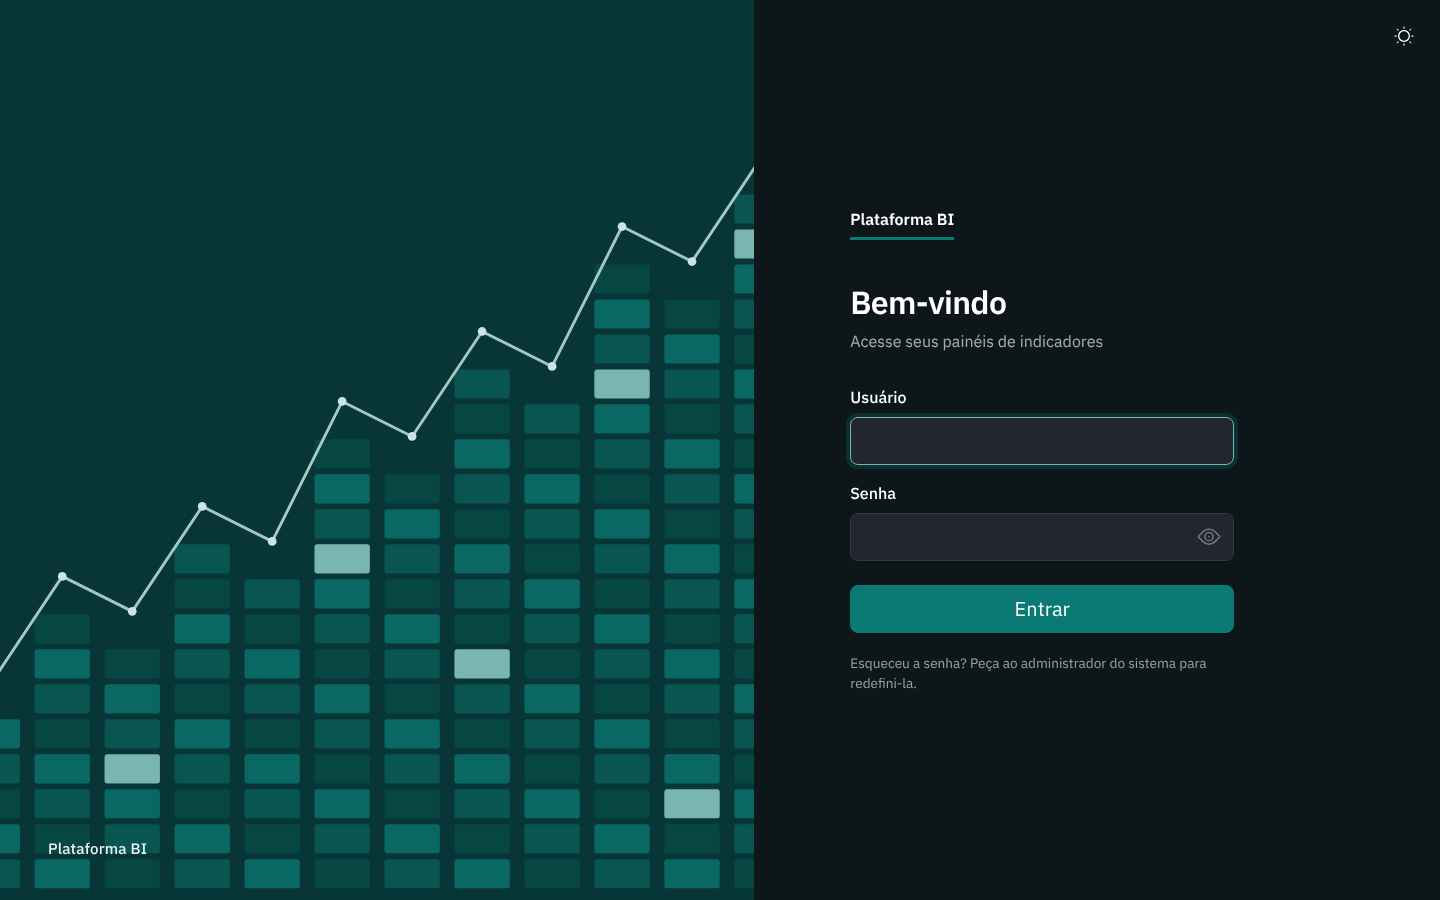 Plataforma BI
Plataforma BI
Bem-vindo
Acesse seus painéis de indicadores
Usuário
Senha
Entrar
Esqueceu a senha? Peça ao administrador do sistema para
redefini-la.